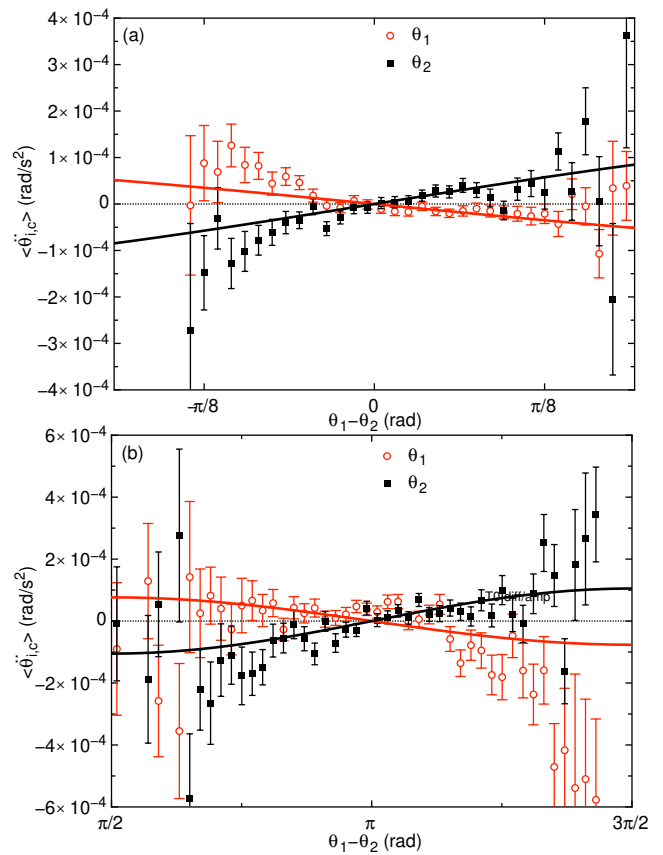 (a)
θ₁
θ₂
4× 10⁻⁴
3× 10⁻⁴
2× 10⁻⁴
1× 10⁻⁴
0
−1× 10⁻⁴
−2× 10⁻⁴
−3× 10⁻⁴
−4× 10⁻⁴
<θ̈ᵢ,c> (rad/s²)
-π/8
0
π/8
θ₁−θ₂ (rad)
(b)
θ₁
θ₂
6× 10⁻⁴
4× 10⁻⁴
2× 10⁻⁴
0
−2× 10⁻⁴
−4× 10⁻⁴
−6× 10⁻⁴
<θ̈ᵢ,c> (rad/s²)
π/2
π
3π/2
θ₁−θ₂ (rad)